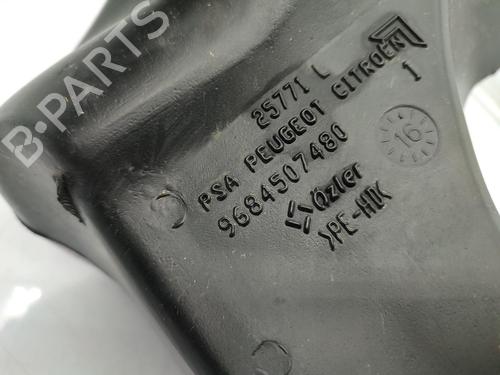 B-PARTS
25771 L
PSA PEUGEOT CITROËN
1
9684507480
16
özler
>PE-HD<